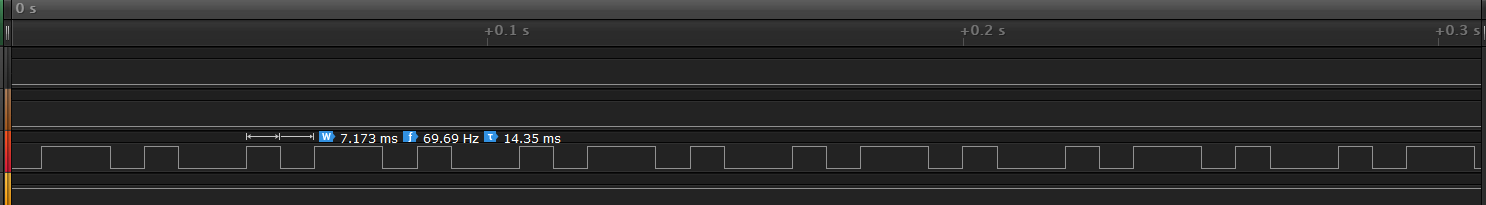 0 s
+0.1 s +0.2 s +0.3 s
W 7.173 ms f 69.69 Hz τ 14.35 ms